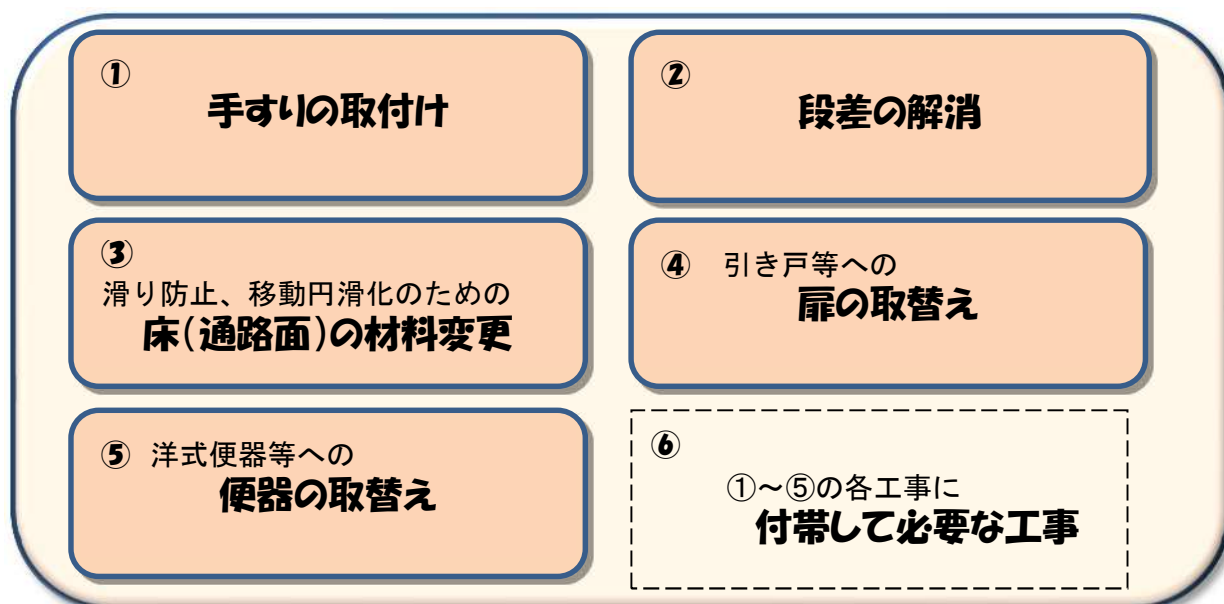 ①
手すりの取付け
②
段差の解消
③
滑り防止、移動円滑化のための
床(通路面)の材料変更
④ 引き戸等への
扉の取替え
⑤ 洋式便器等への
便器の取替え
⑥
①～⑤の各工事に
付帯して必要な工事